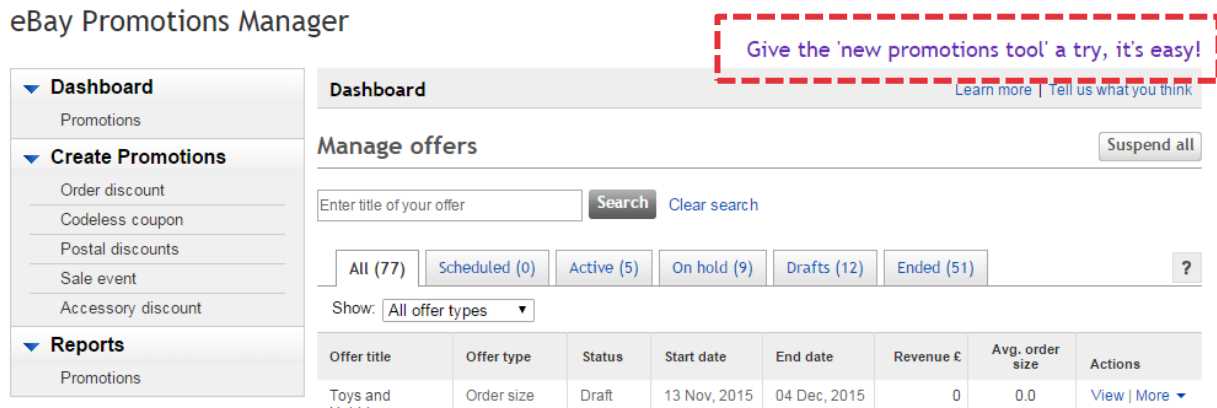 eBay Promotions Manager
Give the 'new promotions tool' a try, it's easy!
Dashboard
Promotions
Create Promotions
Order discount
Codeless coupon
Postal discounts
Sale event
Accessory discount
Reports
Promotions
Dashboard
Learn more | Tell us what you think
Manage offers
Suspend all
Enter title of your offer
Search
Clear search
All (77)
Scheduled (0)
Active (5)
On hold (9)
Drafts (12)
Ended (51)
?
Show: All offer types
Offer title Offer type Status Start date End date Revenue £ Avg. order size Actions
Toys and Order size Draft 13 Nov, 2015 04 Dec, 2015 0 0.0 View | More